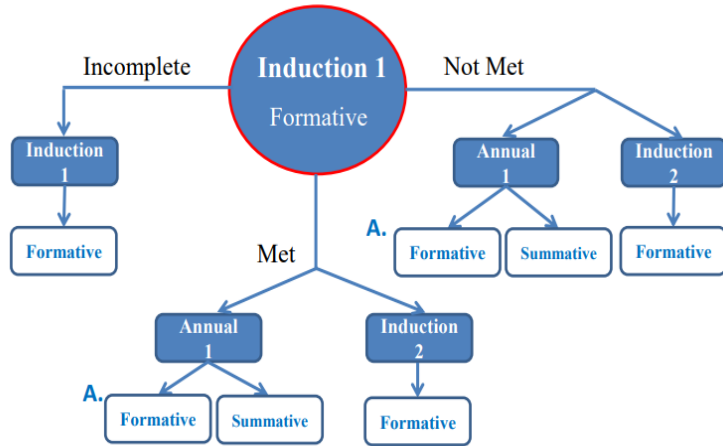 Incomplete
Induction 1
Formative
Not Met
Induction
1
Formative
Annual
1
Induction
2
A.
Formative
Summative
Formative
Met
Annual
1
Induction
2
A.
Formative
Summative
Formative